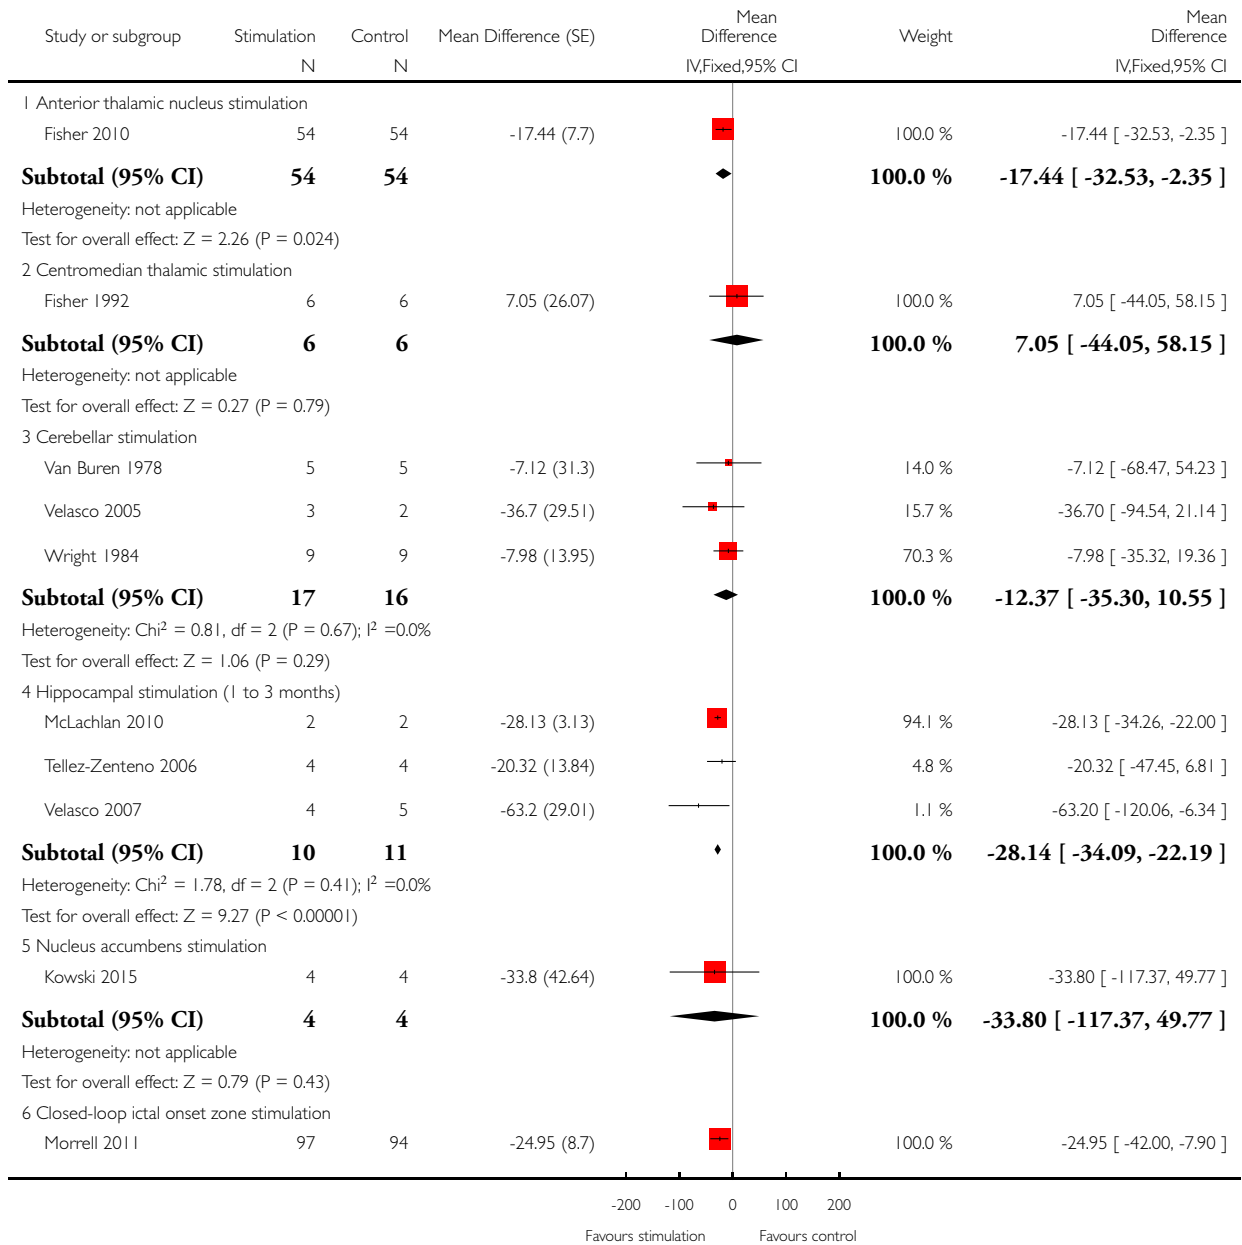 Study or subgroup Stimulation Control Mean Difference (SE) Mean Difference Weight Mean Difference
N N IV,Fixed,95% CI IV,Fixed,95% CI
1 Anterior thalamic nucleus stimulation
Fisher 2010 54 54 -17.44 (7.7) 100.0 % -17.44 [ -32.53, -2.35 ]
Subtotal (95% CI) 54 54 100.0 % -17.44 [ -32.53, -2.35 ]
Heterogeneity: not applicable
Test for overall effect: Z = 2.26 (P = 0.024)
2 Centromedian thalamic stimulation
Fisher 1992 6 6 7.05 (26.07) 100.0 % 7.05 [ -44.05, 58.15 ]
Subtotal (95% CI) 6 6 100.0 % 7.05 [ -44.05, 58.15 ]
Heterogeneity: not applicable
Test for overall effect: Z = 0.27 (P = 0.79)
3 Cerebellar stimulation
Van Buren 1978 5 5 -7.12 (31.3) 14.0 % -7.12 [ -68.47, 54.23 ]
Velasco 2005 3 2 -36.7 (29.51) 15.7 % -36.70 [ -94.54, 21.14 ]
Wright 1984 9 9 -7.98 (13.95) 70.3 % -7.98 [ -35.32, 19.36 ]
Subtotal (95% CI) 17 16 100.0 % -12.37 [ -35.30, 10.55 ]
Heterogeneity: Chi² = 0.81, df = 2 (P = 0.67); I² =0.0%
Test for overall effect: Z = 1.06 (P = 0.29)
4 Hippocampal stimulation (1 to 3 months)
McLachlan 2010 2 2 -28.13 (3.13) 94.1 % -28.13 [ -34.26, -22.00 ]
Tellez-Zenteno 2006 4 4 -20.32 (13.84) 4.8 % -20.32 [ -47.45, 6.81 ]
Velasco 2007 4 5 -63.2 (29.01) 1.1 % -63.20 [ -120.06, -6.34 ]
Subtotal (95% CI) 10 11 100.0 % -28.14 [ -34.09, -22.19 ]
Heterogeneity: Chi² = 1.78, df = 2 (P = 0.41); I² =0.0%
Test for overall effect: Z = 9.27 (P < 0.00001)
5 Nucleus accumbens stimulation
Kowski 2015 4 4 -33.8 (42.64) 100.0 % -33.80 [ -117.37, 49.77 ]
Subtotal (95% CI) 4 4 100.0 % -33.80 [ -117.37, 49.77 ]
Heterogeneity: not applicable
Test for overall effect: Z = 0.79 (P = 0.43)
6 Closed-loop ictal onset zone stimulation
Morrell 2011 97 94 -24.95 (8.7) 100.0 % -24.95 [ -42.00, -7.90 ]
-200 -100 0 100 200
Favours stimulation Favours control